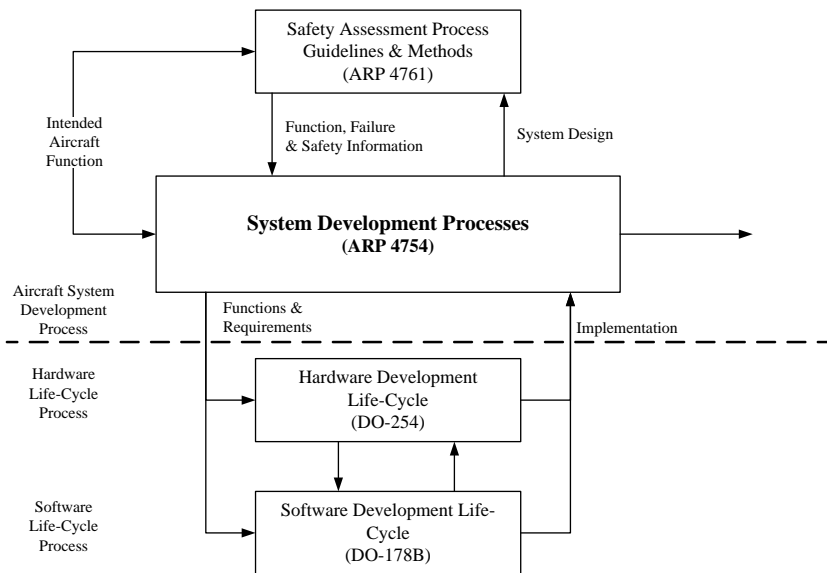 Safety Assessment Process
Guidelines & Methods
(ARP 4761)
Intended
Aircraft
Function
Function, Failure
& Safety Information
System Design
System Development Processes
(ARP 4754)
Aircraft System
Development
Process
Functions &
Requirements
Implementation
Hardware
Life-Cycle
Process
Hardware Development
Life-Cycle
(DO-254)
Software
Life-Cycle
Process
Software Development Life-
Cycle
(DO-178B)